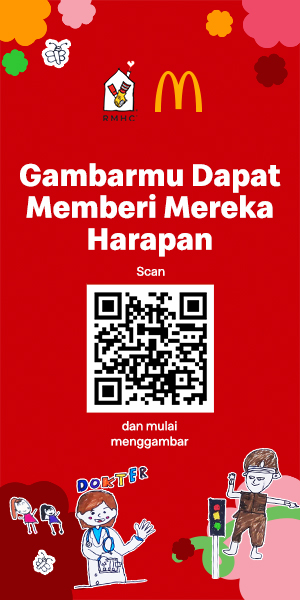 RMHC
Gambarmu Dapat
Memberi Mereka
Harapan
Scan
dan mulai
menggambar
DOKTER